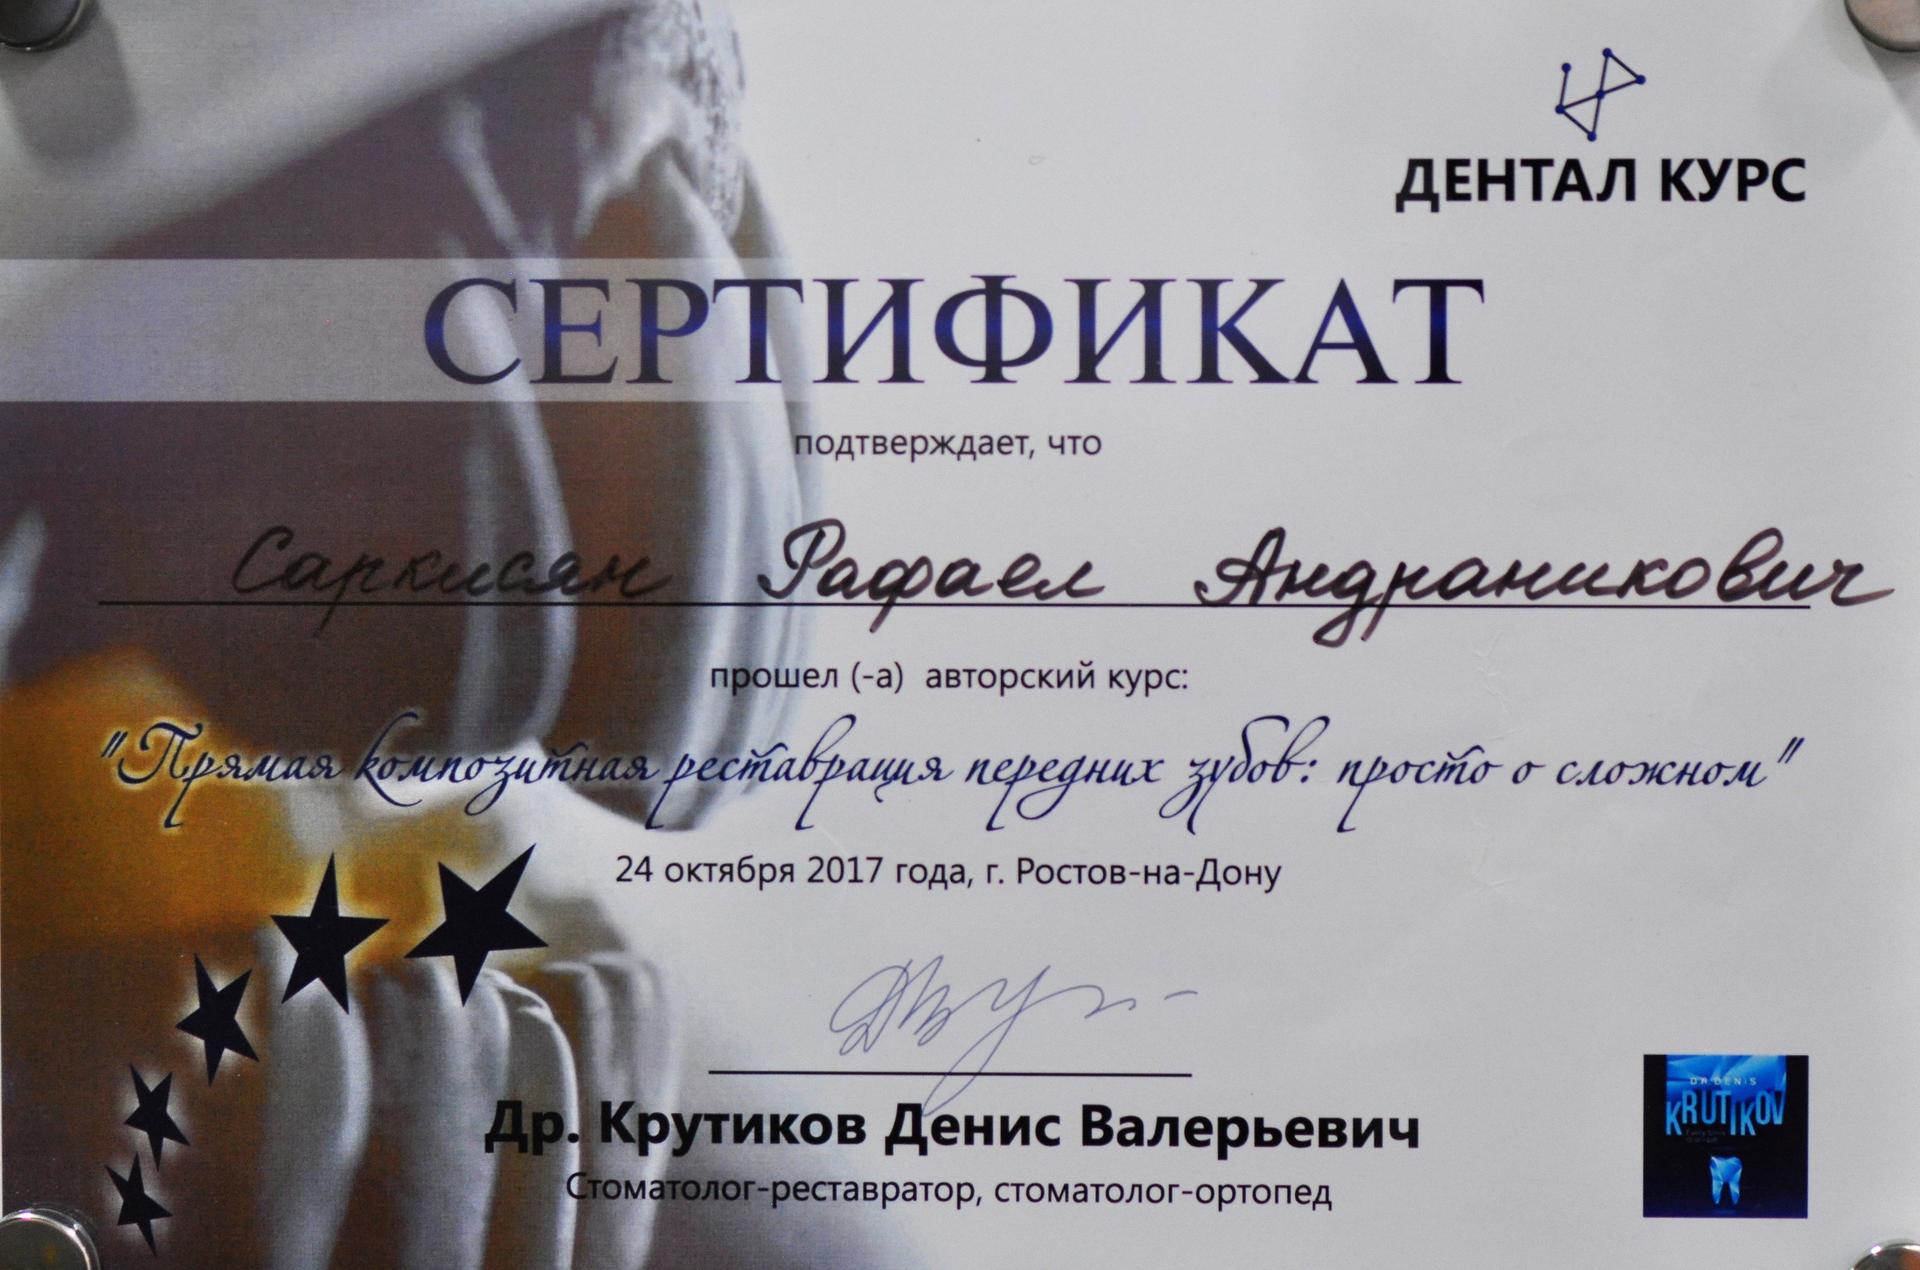 ДЕНТАЛ КУРС
СЕРТИФИКАТ
подтверждает, что
Саркисян Рафаел Андраникович
прошел (-а) авторский курс:
"Прямая композитная реставрация передних зубов: просто о сложном"
24 октября 2017 года, г. Ростов-на-Дону
Др. Крутиков Денис Валерьевич
Стоматолог-реставратор, стоматолог-ортопед
DR DENIS
KRUTIKOV